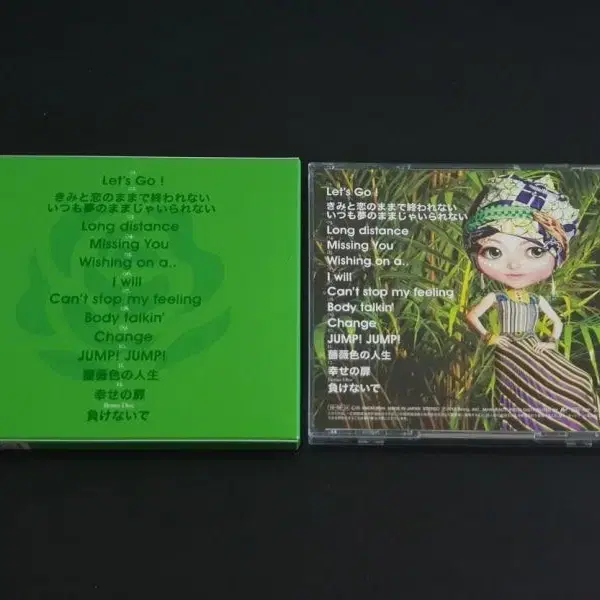 Let's Go !
きみと恋のままで終われない
いつも夢のままじゃいられない
Long distance
Missing You
Wishing on a..
I will
Can't stop my feeling
Body talkin'
Change
JUMP! JUMP!
薔薇色の人生
幸せの扉
負けないで
Let's Go !
きみと恋のままで終われない
いつも夢のままじゃいられない
Long distance
Missing You
Wishing on a..
I will
Can't stop my feeling
Body talkin'
Change
JUMP! JUMP!
薔薇色の人生
幸せの扉
負けないで